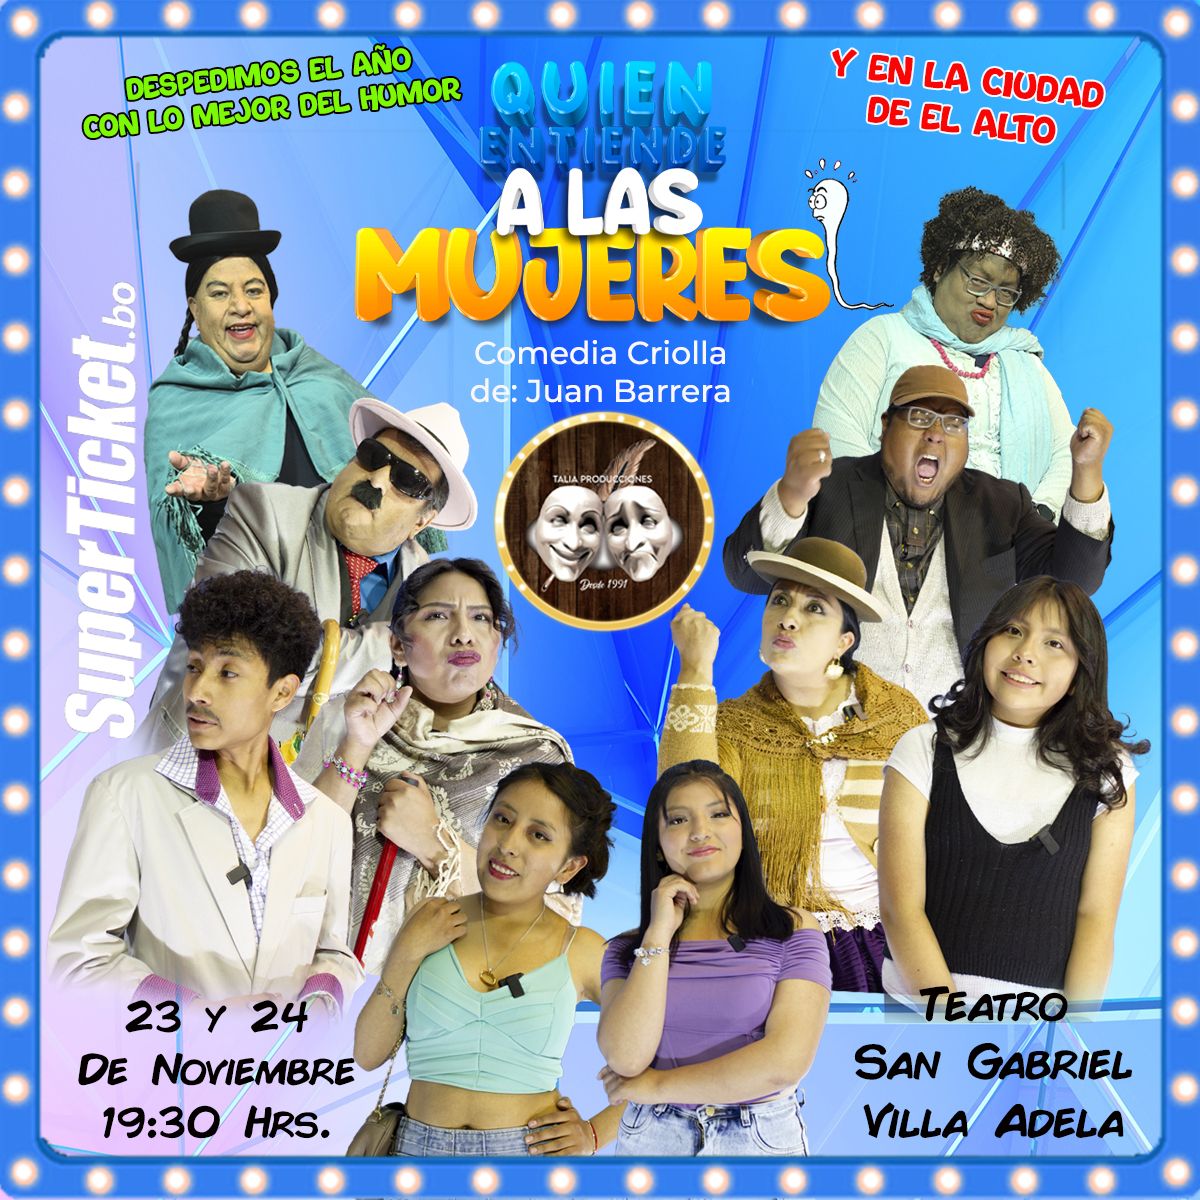 DESPEDIMOS EL AÑO
CON LO MEJOR DEL HUMOR
QUIEN
ENTIENDE
A LAS
MUJERES
Y EN LA CIUDAD
DE EL ALTO
Comedia Criolla
de: Juan Barrera
TALIA PRODUCCIONES
Desde 1991
SuperTicket.bo
23 Y 24
DE NOVIEMBRE
19:30 HRS.
TEATRO
SAN GABRIEL
VILLA ADELA